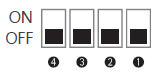 ON
OFF
❹ ❸ ❷ ❶